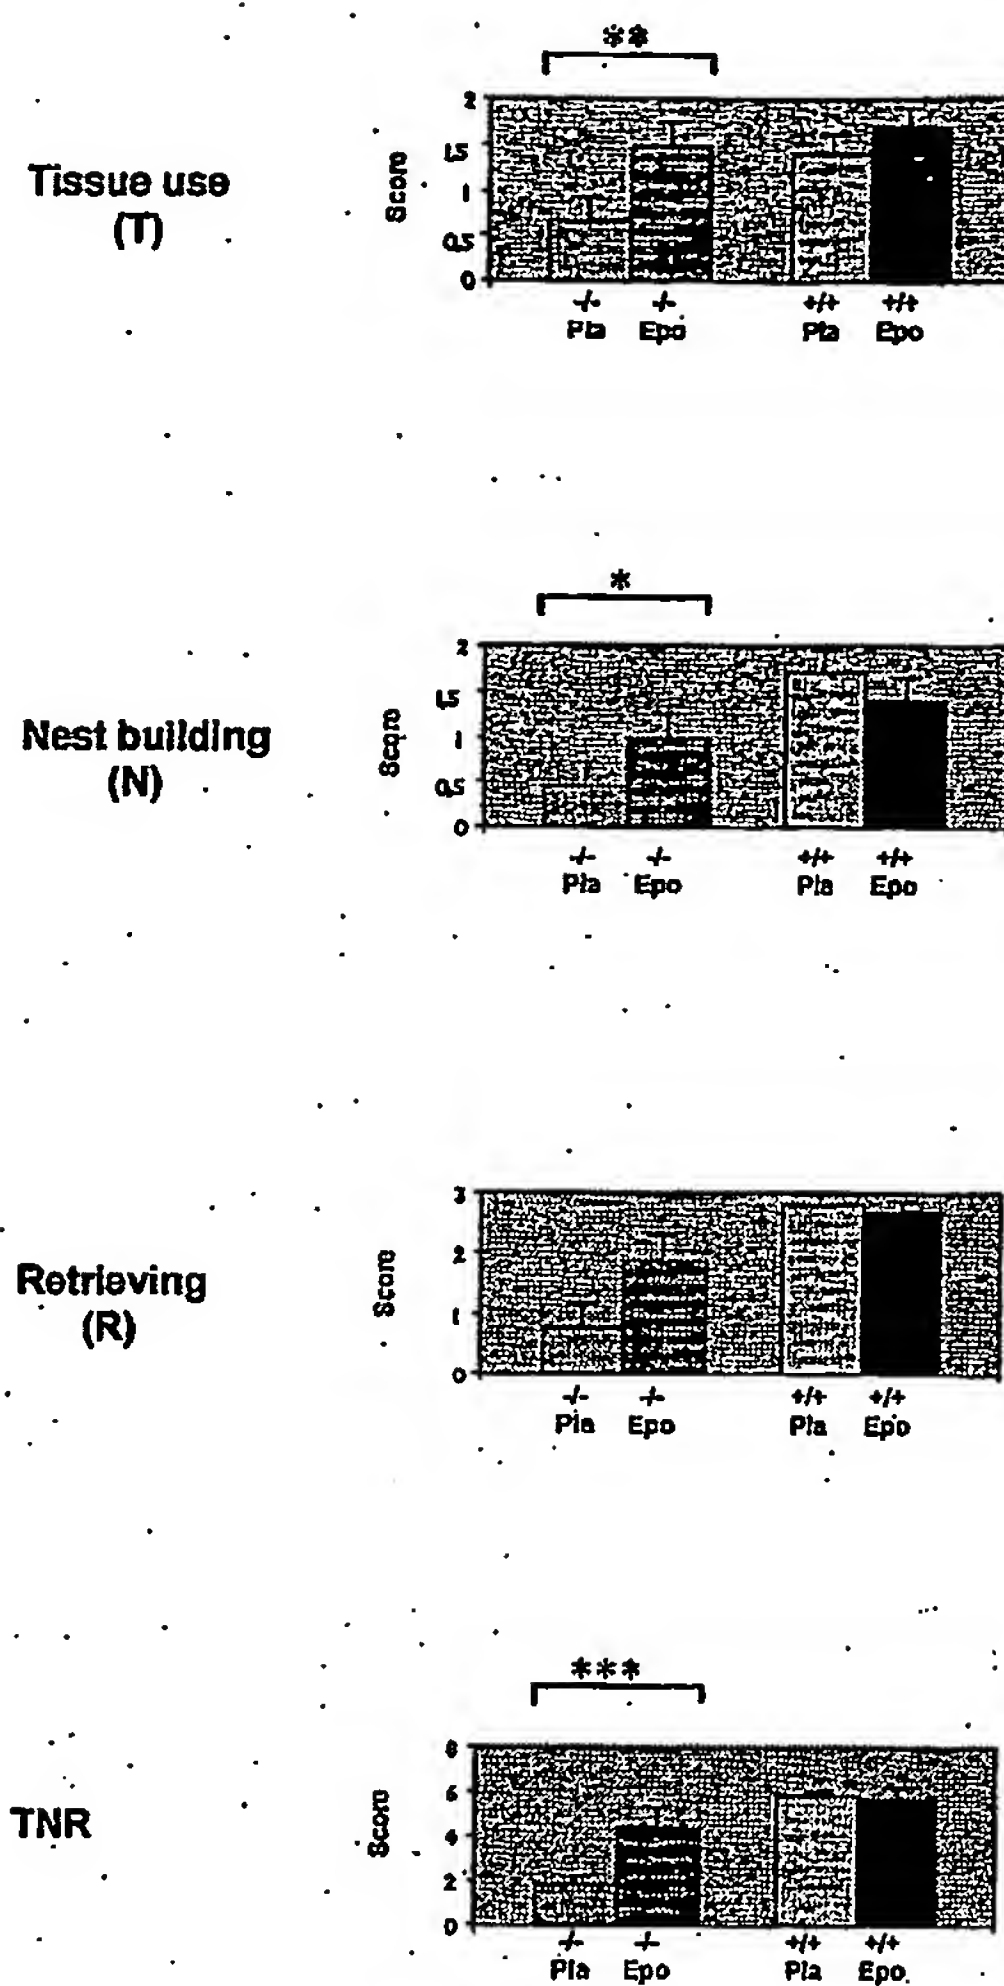 **
Tissue use
(T)
Score
2
1.5
1
0.5
0
-/- -/- +/+ +/+
Pla Epo Pla Epo
*
Nest building
(N)
Score
2
1.5
1
0.5
0
-/- -/- +/+ +/+
Pla Epo Pla Epo
Retrieving
(R)
Score
3
2
1
0
-/- -/- +/+ +/+
Pla Epo Pla Epo
***
TNR
Score
8
6
4
2
0
-/- -/- +/+ +/+
Pla Epo Pla Epo